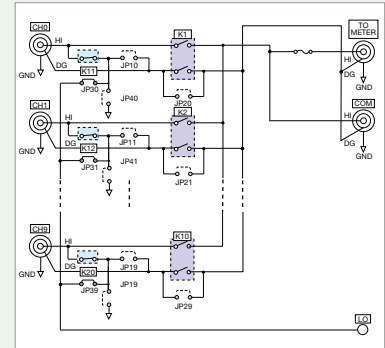 CH0
HI
K1
TO
METER
HI
DG
GND
DG
K11
JP10
GND
JP30
JP40
JP20
COM
CH1
HI
K2
HI
DG
GND
DG
K12
JP11
GND
JP31
JP41
JP21
CH9
HI
K10
DG
GND
K20
JP19
JP39
JP19
JP29
LO